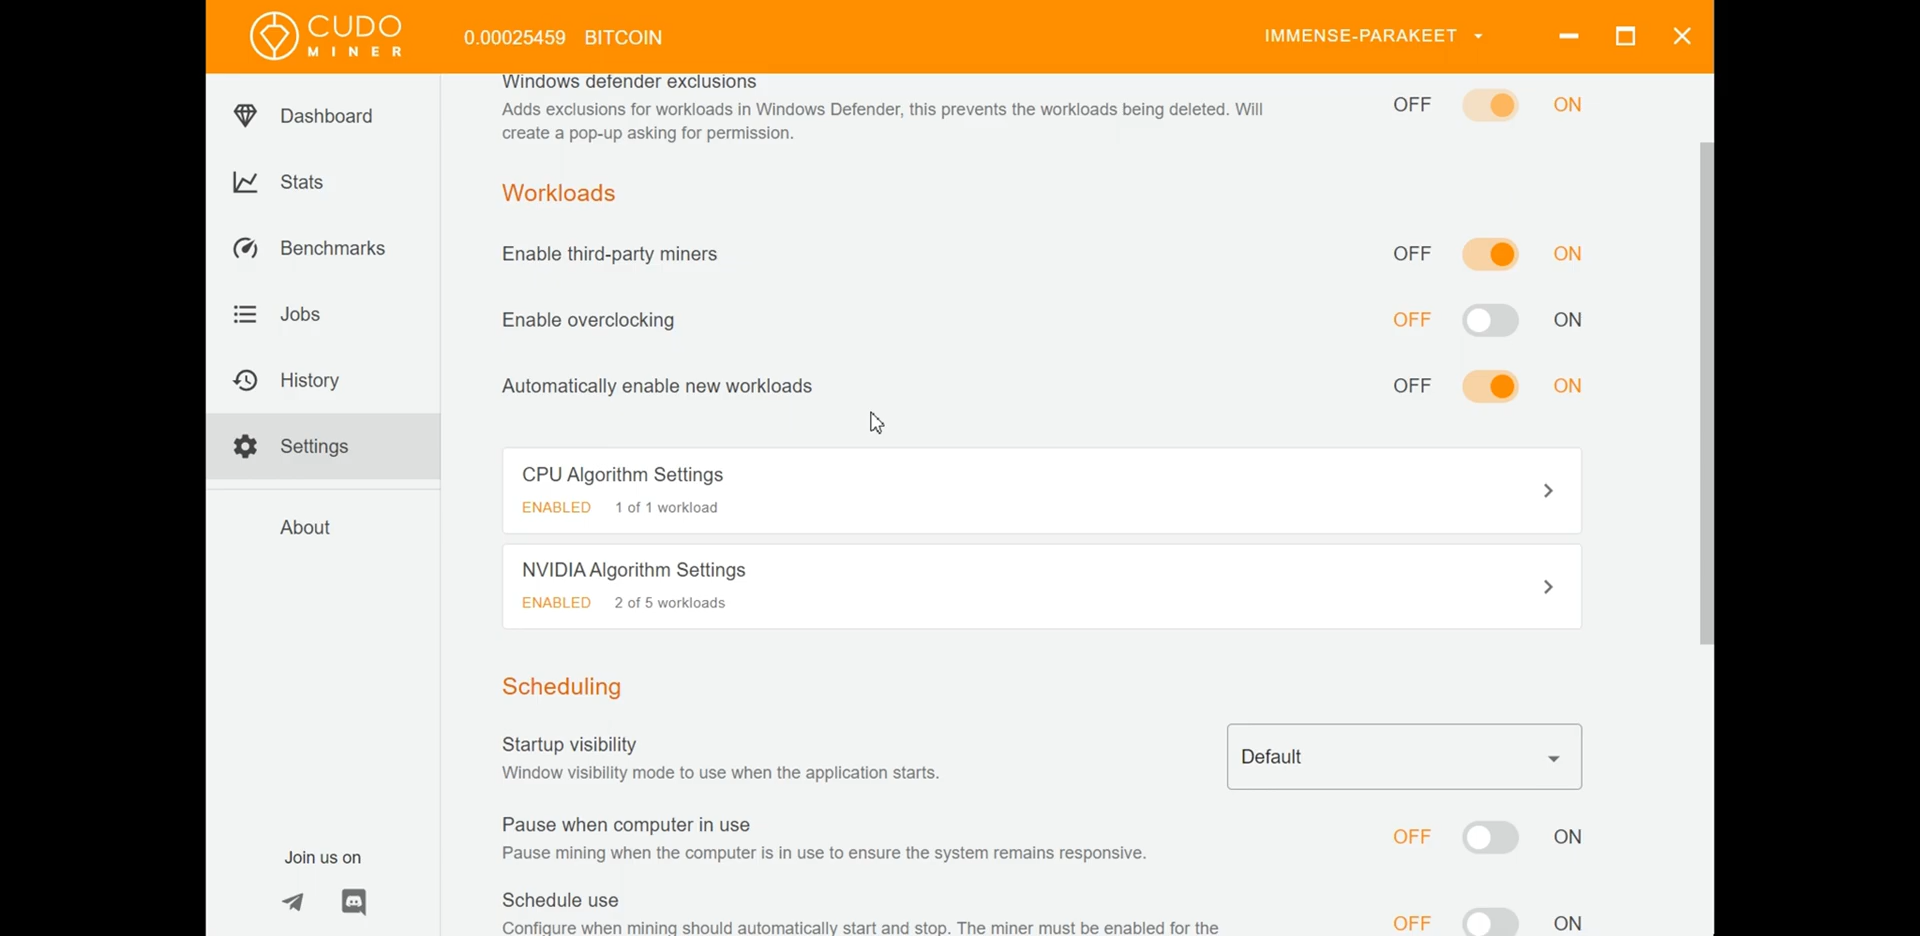 CUDO
MINER
0.00025459 BITCOIN
IMMENSE-PARAKEET
Dashboard
Stats
Benchmarks
Jobs
History
Settings
About
Join us on
Windows defender exclusions
Adds exclusions for workloads in Windows Defender, this prevents the workloads being deleted. Will
create a pop-up asking for permission.
OFF ON
Workloads
Enable third-party miners OFF ON
Enable overclocking OFF ON
Automatically enable new workloads OFF ON
CPU Algorithm Settings
ENABLED 1 of 1 workload
NVIDIA Algorithm Settings
ENABLED 2 of 5 workloads
Scheduling
Startup visibility
Window visibility mode to use when the application starts.
Default
Pause when computer in use
Pause mining when the computer is in use to ensure the system remains responsive.
OFF ON
Schedule use
Configure when mining should automatically start and stop. The miner must be enabled for the
OFF ON